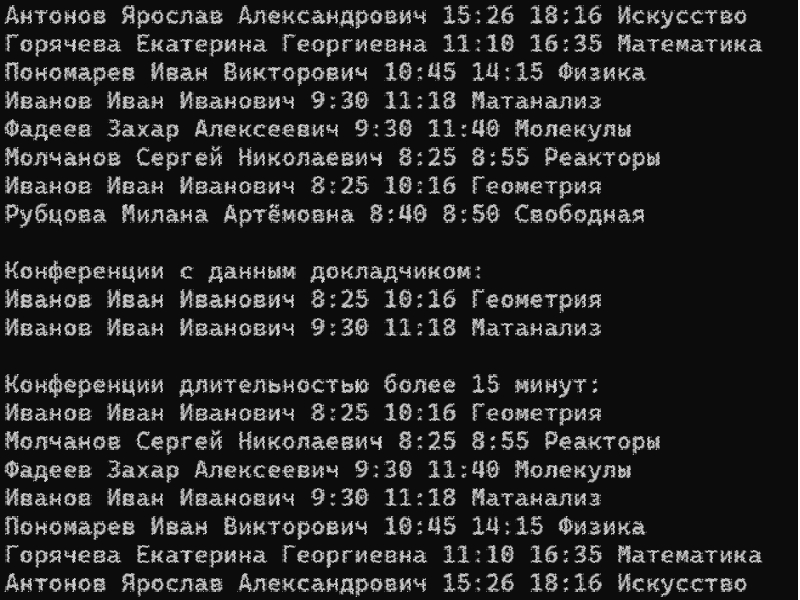 Антонов Ярослав Александрович 15:26 18:16 Искусство
Горячева Екатерина Георгиевна 11:10 16:35 Математика
Пономарев Иван Викторович 10:45 14:15 Физика
Иванов Иван Иванович 9:30 11:18 Матанализ
Фадеев Захар Алексеевич 9:30 11:40 Молекулы
Молчанов Сергей Николаевич 8:25 8:55 Реакторы
Иванов Иван Иванович 8:25 10:16 Геометрия
Рубцова Милана Артёмовна 8:40 8:50 Свободная
Конференции с данным докладчиком:
Иванов Иван Иванович 8:25 10:16 Геометрия
Иванов Иван Иванович 9:30 11:18 Матанализ
Конференции длительностью более 15 минут:
Иванов Иван Иванович 8:25 10:16 Геометрия
Молчанов Сергей Николаевич 8:25 8:55 Реакторы
Фадеев Захар Алексеевич 9:30 11:40 Молекулы
Иванов Иван Иванович 9:30 11:18 Матанализ
Пономарев Иван Викторович 10:45 14:15 Физика
Горячева Екатерина Георгиевна 11:10 16:35 Математика
Антонов Ярослав Александрович 15:26 18:16 Искусство